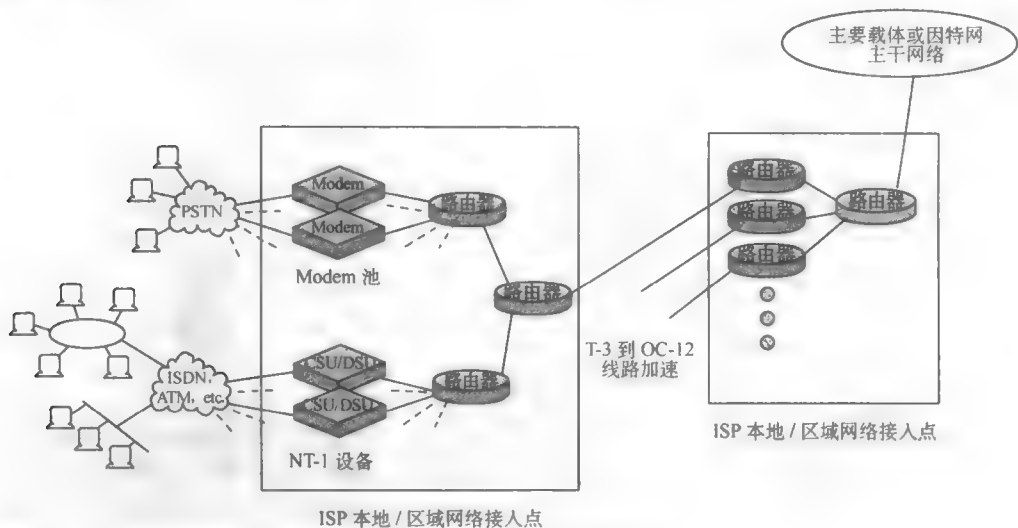 主要载体或因特网
主干网络
PSTN
Modem
Modem
路由器
Modem 池
路由器
ISDN,
ATM, etc.
CSU/DSU
CSU/DSU
路由器
NT-1 设备
ISP 本地 / 区域网络接入点
T-3 到 OC-12
线路加速
路由器
路由器
路由器
路由器
ISP 本地 / 区域网络接入点